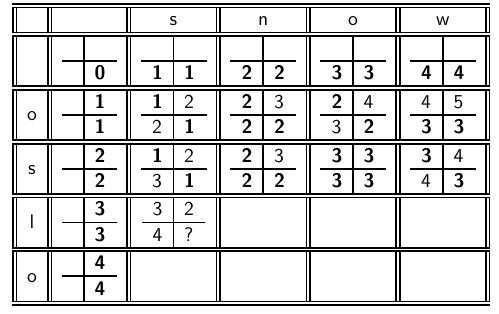 s n o w
0 1 1 2 2 3 3 4 4
1 1 2 2 3 2 4 4 5
o
1 2 1 2 2 3 2 3 3
2 1 2 2 3 3 3 3 4
s
2 3 1 2 2 3 3 4 3
3 3 2
l
3 4 ?
4
o
4